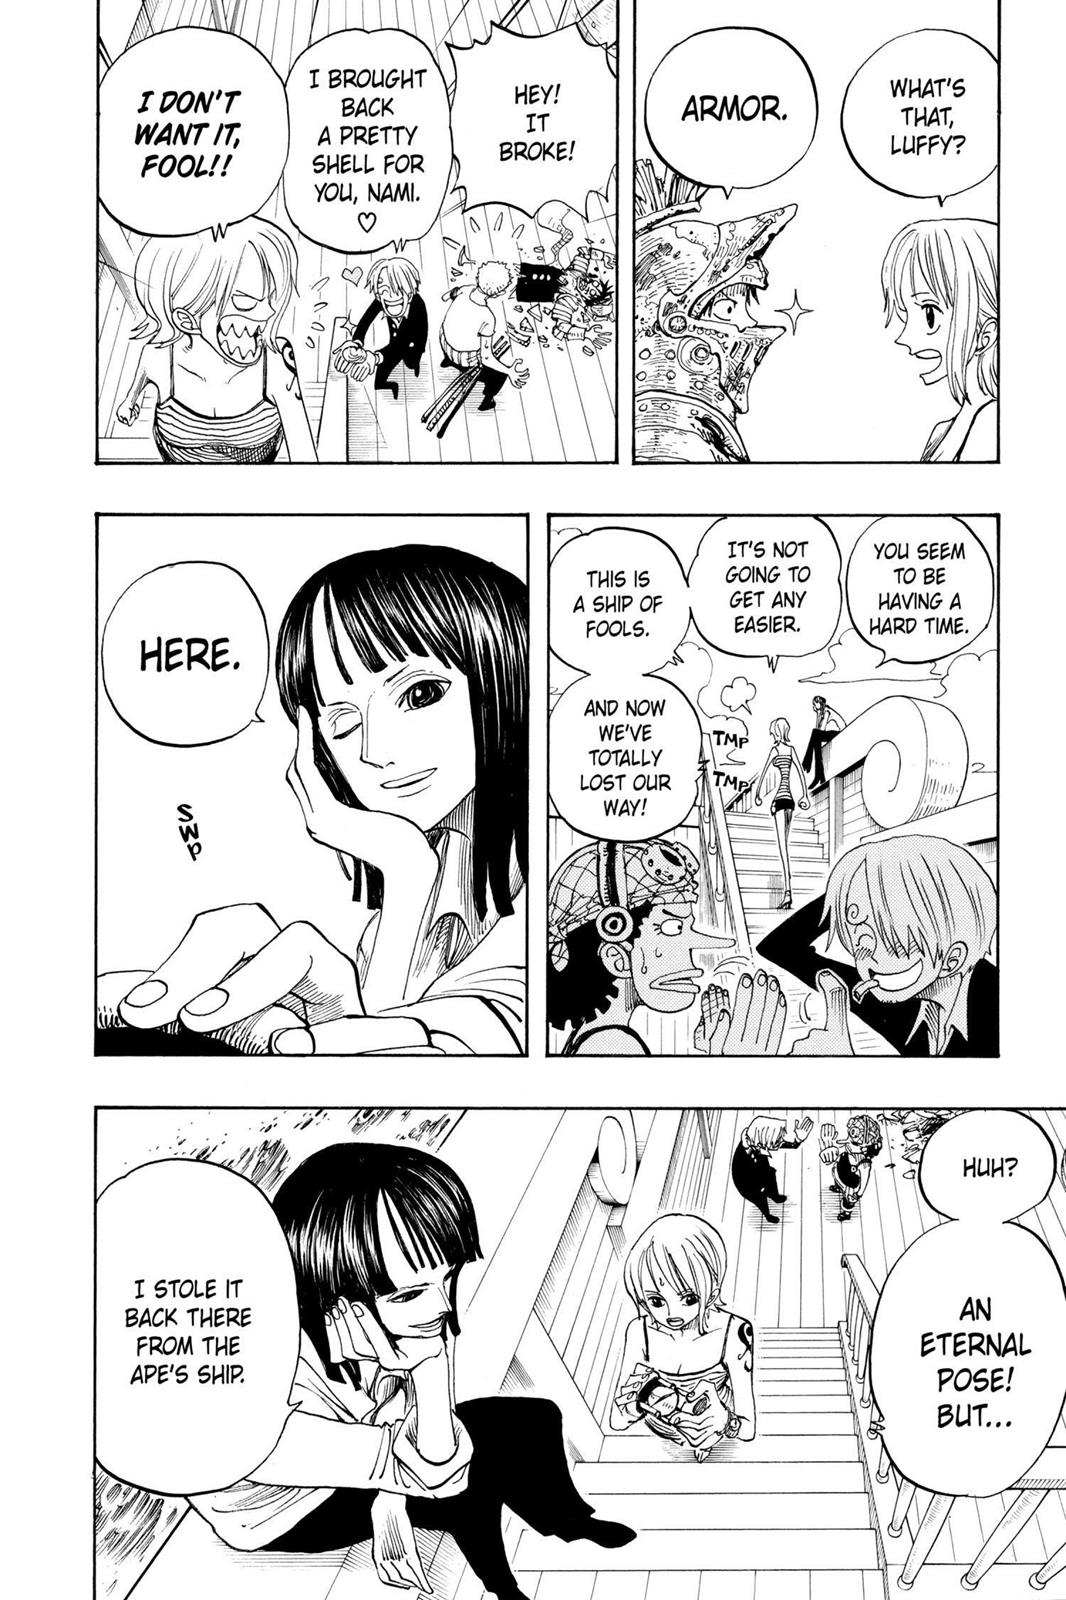 WHAT'S
THAT,
LUFFY?
ARMOR.
HEY!
IT
BROKE!
I BROUGHT
BACK
A PRETTY
SHELL FOR
YOU, NAMI.
♡
I DON'T
WANT IT,
FOOL!!
YOU SEEM
TO BE
HAVING A
HARD TIME.
IT'S NOT
GOING TO
GET ANY
EASIER.
TMP
TMP
THIS IS
A SHIP OF
FOOLS.
AND NOW
WE'VE
TOTALLY
LOST OUR
WAY!
HERE.
SWP
HUH?
AN
ETERNAL
POSE!
BUT...
I STOLE IT
BACK THERE
FROM THE
APE'S SHIP.